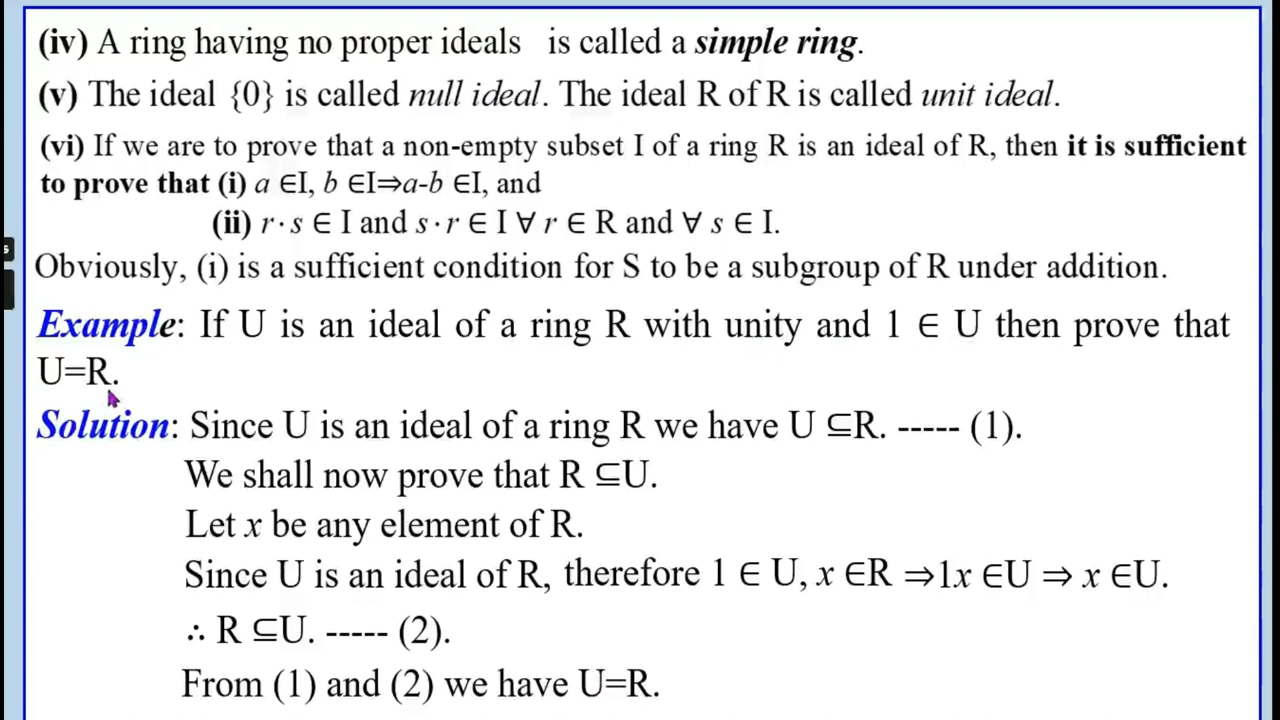 (iv) A ring having no proper ideals is called a simple ring.
(v) The ideal {0} is called null ideal. The ideal R of R is called unit ideal.
(vi) If we are to prove that a non-empty subset I of a ring R is an ideal of R, then it is sufficient
to prove that (i) a ∈I, b ∈I⇒a-b ∈I, and
(ii) r · s ∈ I and s · r ∈ I ∀ r ∈ R and ∀ s ∈ I.
Obviously, (i) is a sufficient condition for S to be a subgroup of R under addition.
Example: If U is an ideal of a ring R with unity and 1 ∈ U then prove that
U=R.
Solution: Since U is an ideal of a ring R we have U ⊆R. ----- (1).
We shall now prove that R ⊆U.
Let x be any element of R.
Since U is an ideal of R, therefore 1 ∈ U, x ∈R ⇒1x ∈U ⇒ x ∈U.
∴ R ⊆U. ----- (2).
From (1) and (2) we have U=R.
s